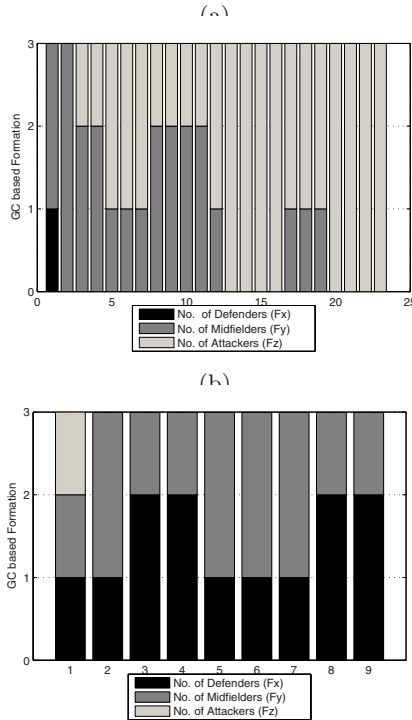 (a)
3
2
1
0
GC based Formation
0 5 10 15 20 25
No. of Defenders (Fx)
No. of Midfielders (Fy)
No. of Attackers (Fz)
(b)
3
2
1
0
GC based Formation
1 2 3 4 5 6 7 8 9
No. of Defenders (Fx)
No. of Midfielders (Fy)
No. of Attackers (Fz)